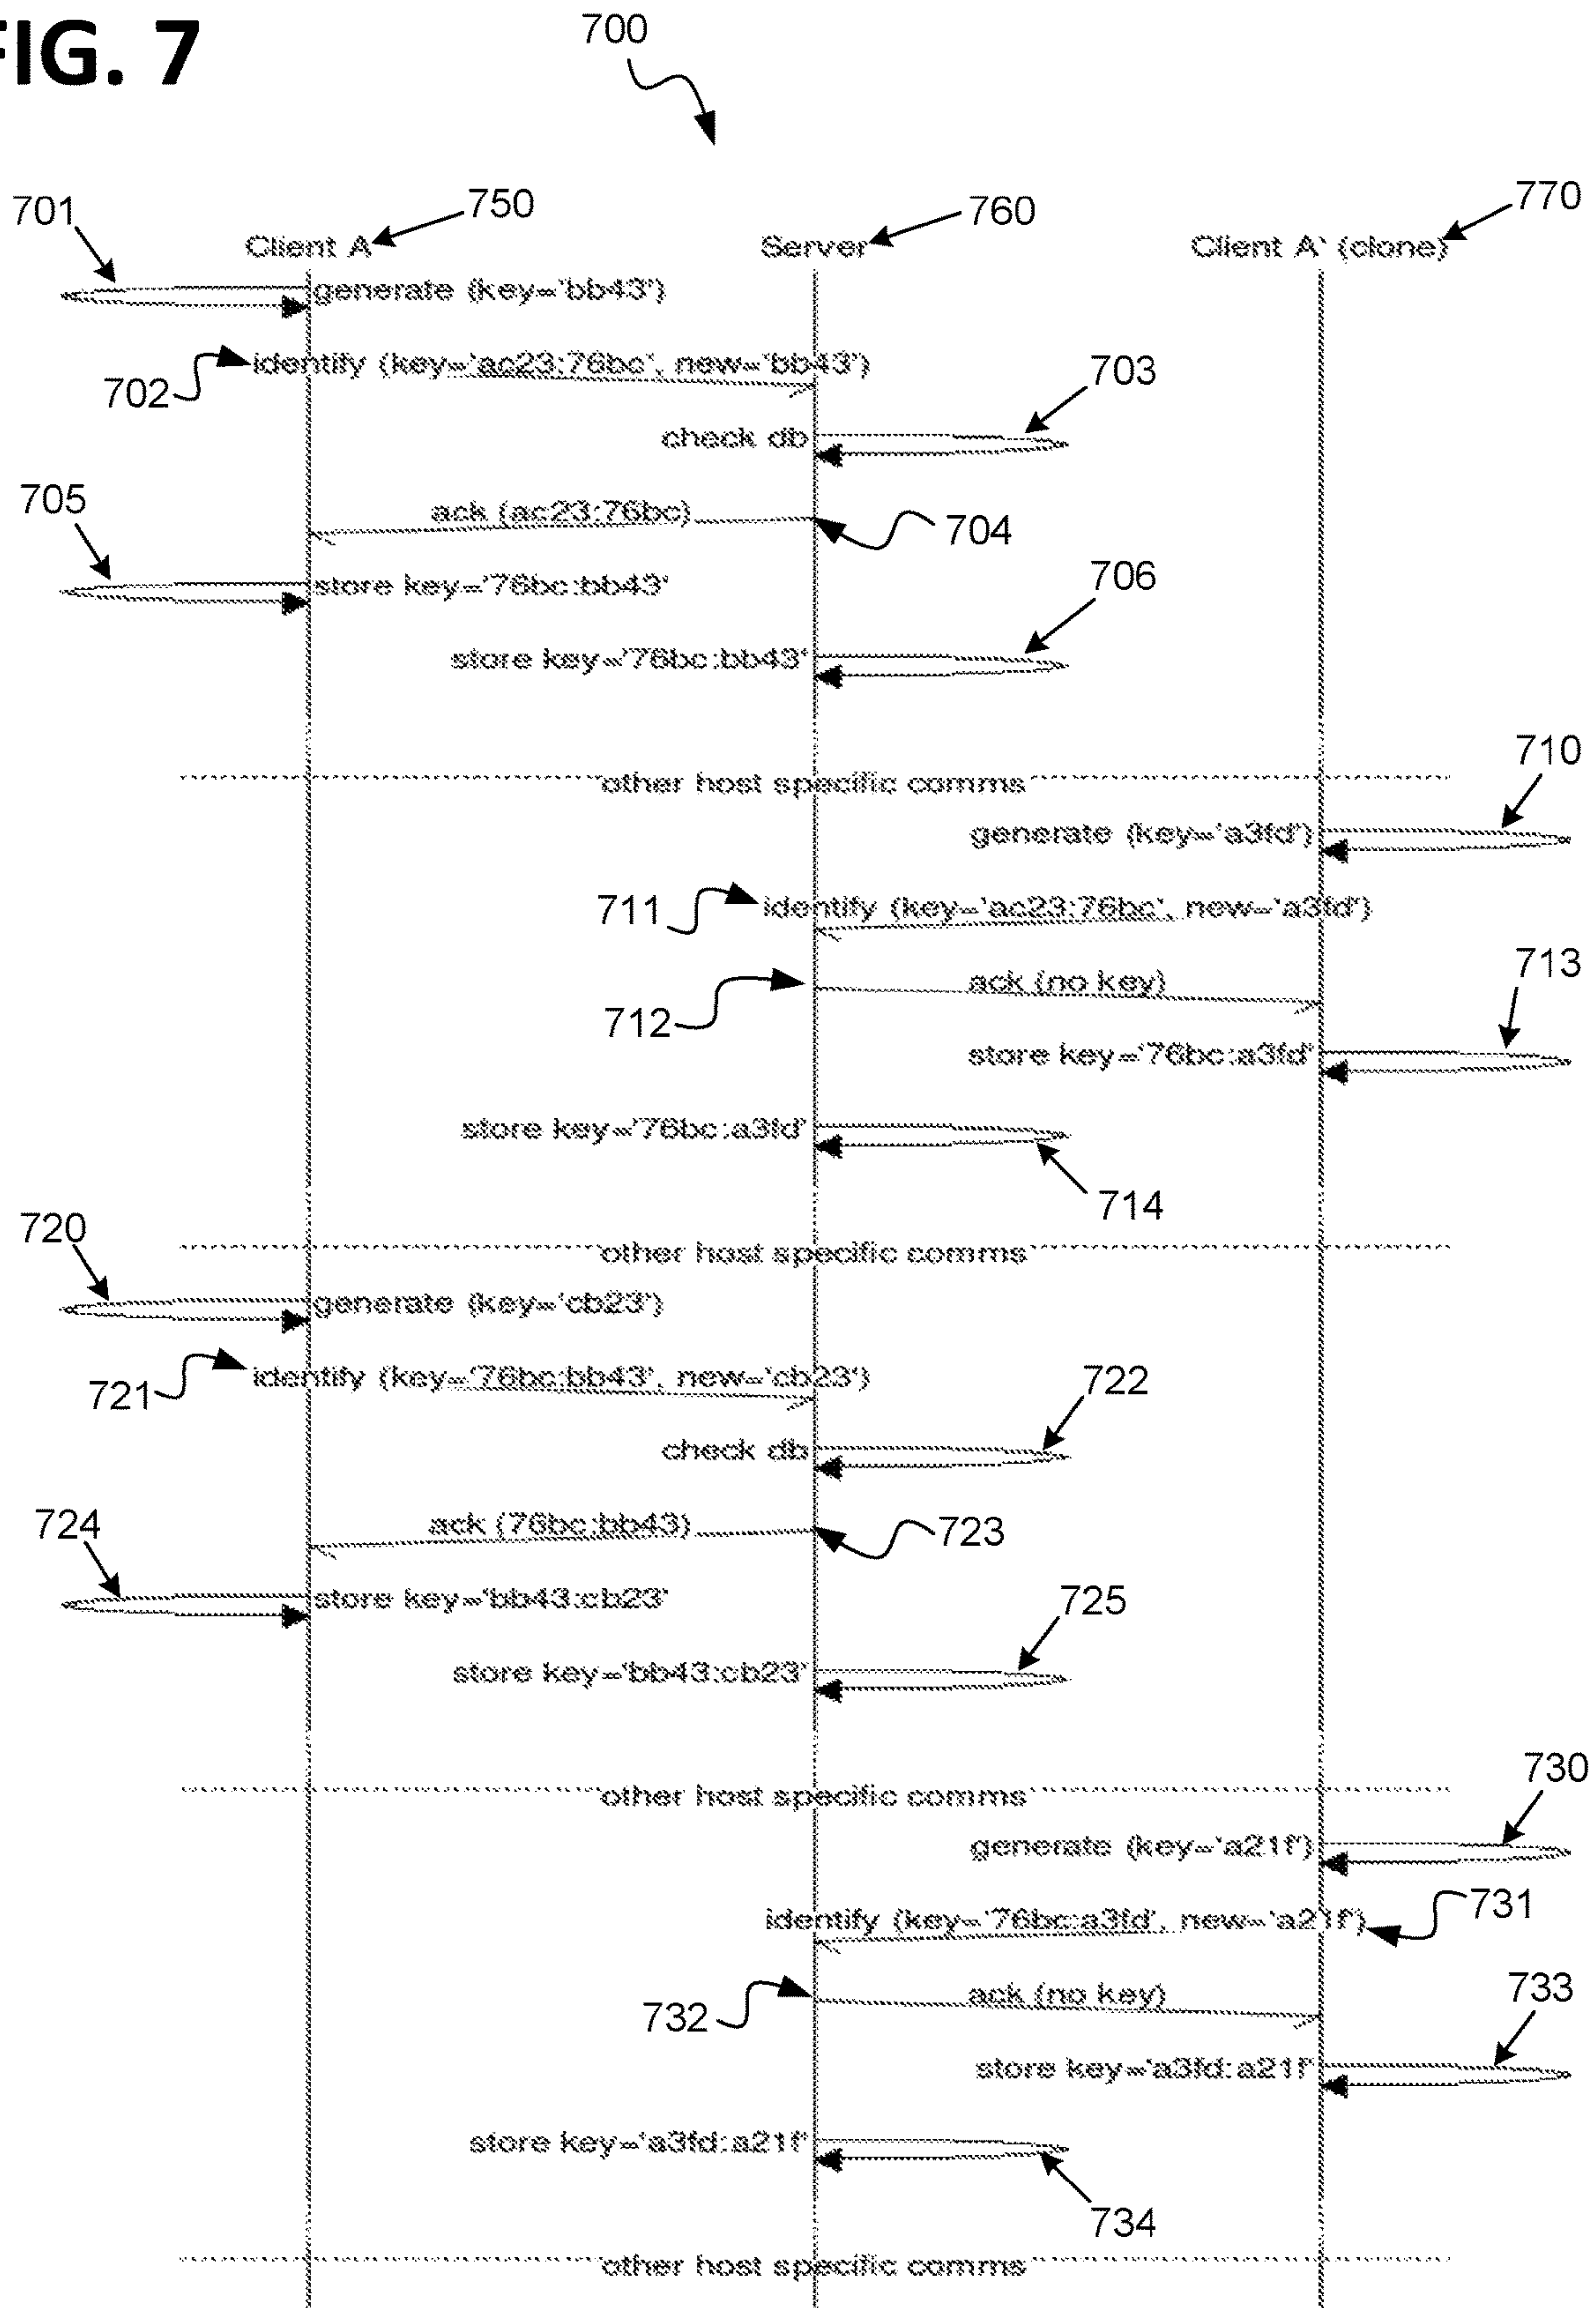 FIG. 7
700
701
750
760
770
Client A
Server
Client A' (clone)
generate (key='bb43')
702
identify (key='ac23:76bc', new='bb43')
703
check db
705
ack (ac23:76bc)
704
store key='76bc:bb43'
706
store key='76bc:bb43'
710
other host specific comms
generate (key='a3fd')
711
identify (key='ac23:76bc', new='a3fd')
713
712
ack (no key)
store key='76bc:a3fd'
store key='76bc:a3fd'
714
720
other host specific comms
generate (key='cb23')
721
identify (key='76bc:bb43', new='cb23')
722
check db
724
ack (76bc:bb43)
723
store key='bb43:cb23'
725
store key='bb43:cb23'
730
other host specific comms
generate (key='a21f')
identify (key='76bc:a3fd', new='a21f')
731
732
ack (no key)
733
store key='a3fd:a21f'
store key='a3fd:a21f'
734
other host specific comms